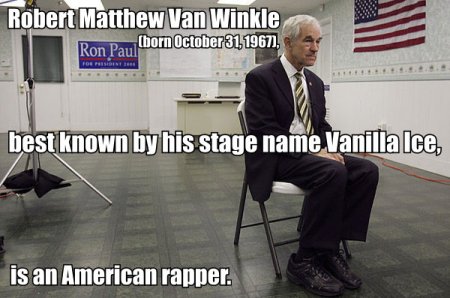 Robert Matthew Van Winkle
(born October 31, 1967),
Ron Paul
FOR PRESIDENT 2008
best known by his stage name Vanilla Ice,
is an American rapper.